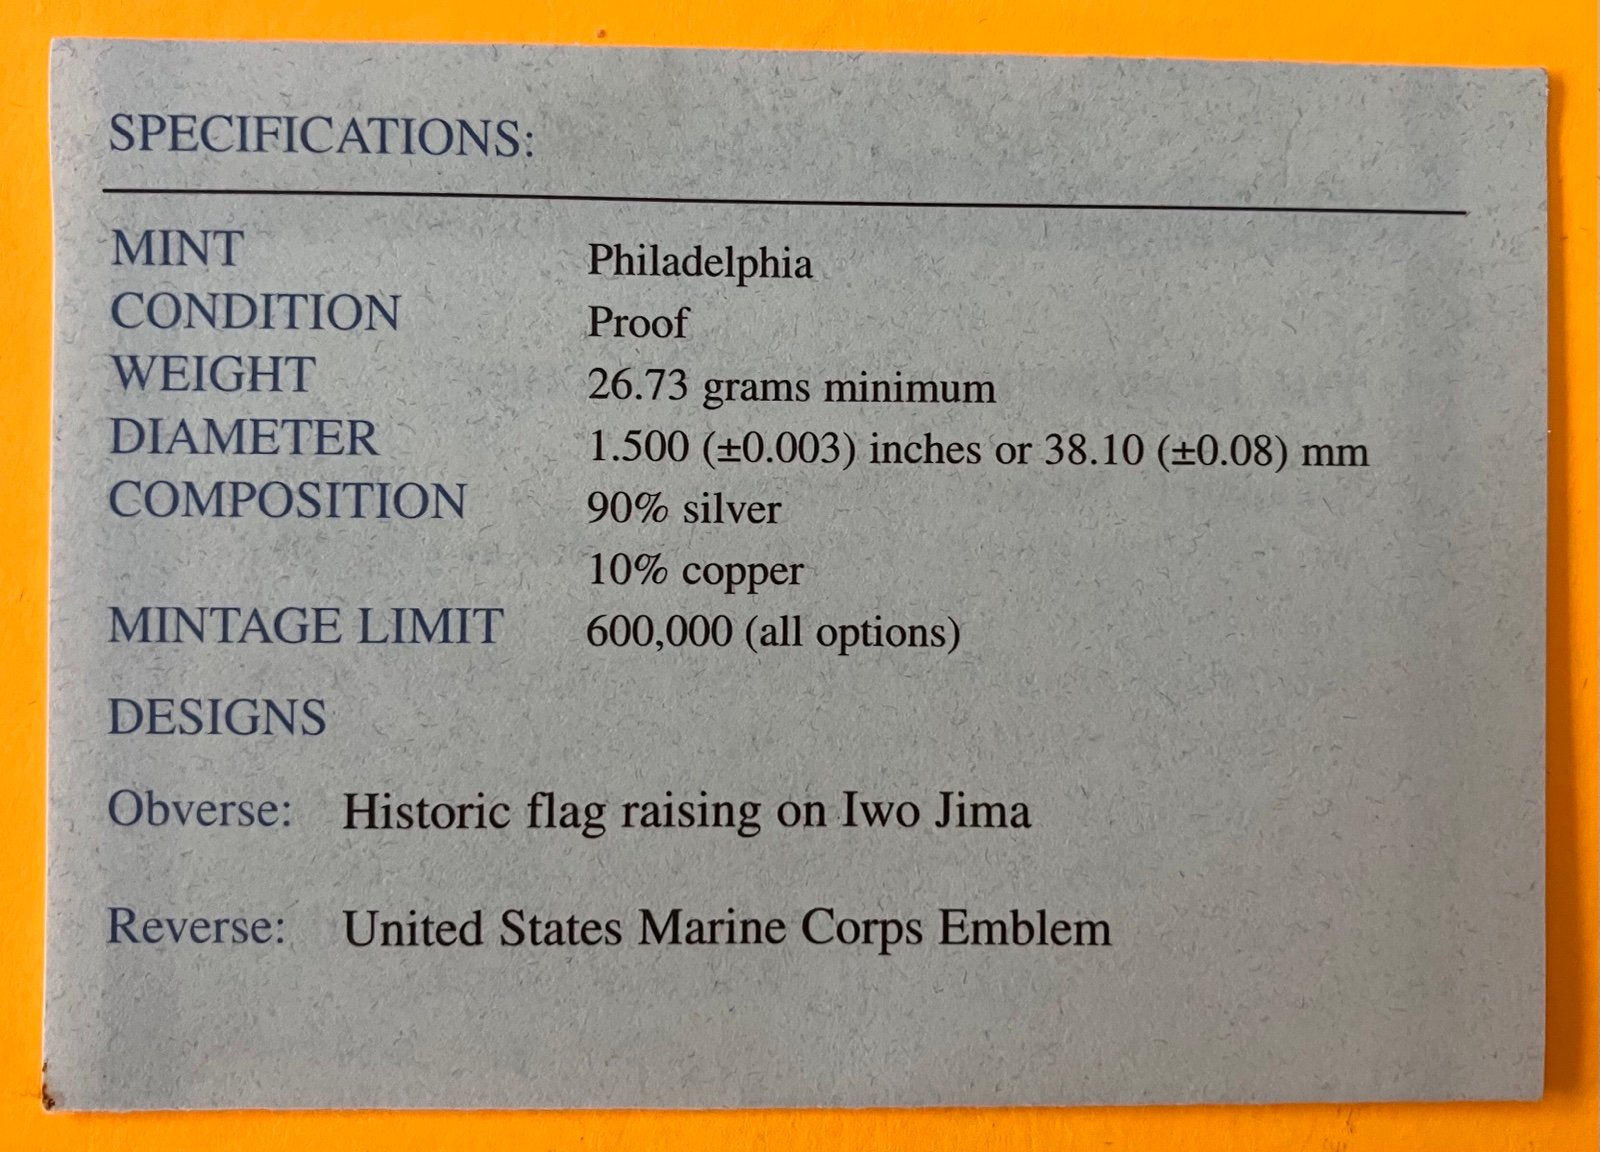 SPECIFICATIONS:
MINT Philadelphia
CONDITION Proof
WEIGHT 26.73 grams minimum
DIAMETER 1.500 (±0.003) inches or 38.10 (±0.08) mm
COMPOSITION 90% silver
10% copper
MINTAGE LIMIT 600,000 (all options)
DESIGNS
Obverse: Historic flag raising on Iwo Jima
Reverse: United States Marine Corps Emblem